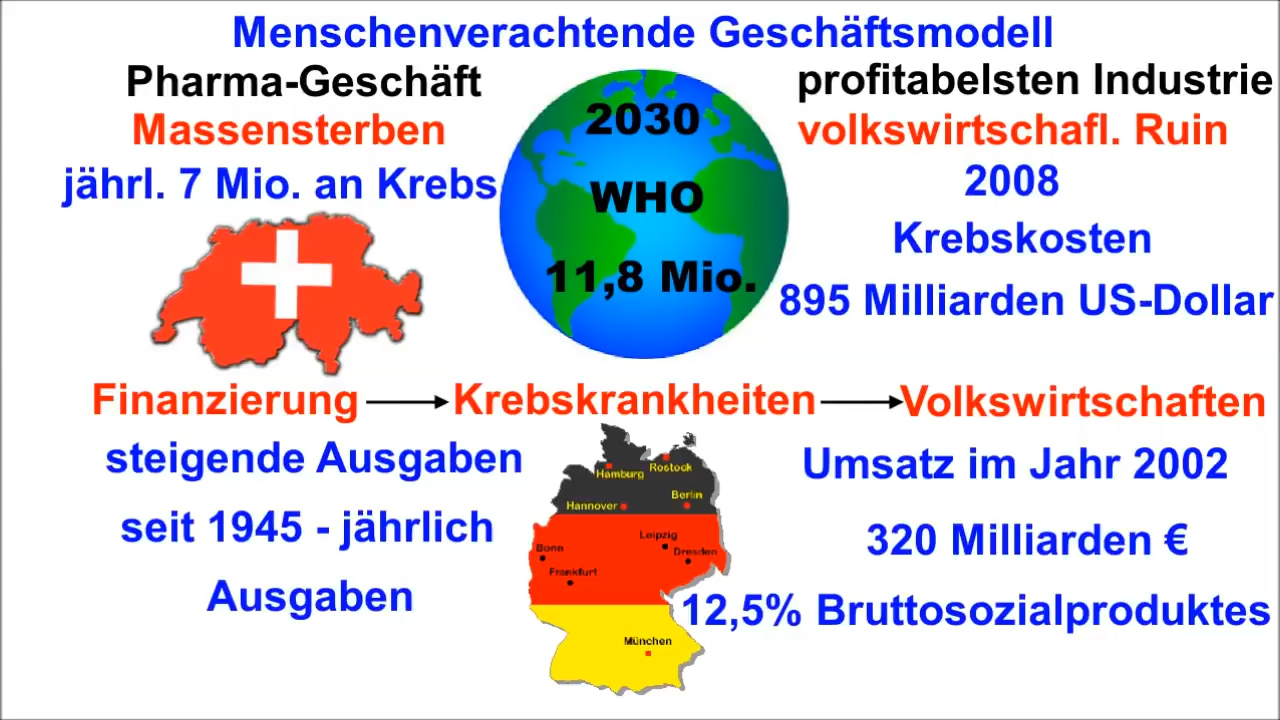 Menschenverachtende Geschäftsmodell
Pharma-Geschäft
Massensterben
jährl. 7 Mio. an Krebs
2030
WHO
11,8 Mio.
profitabelsten Industrie
volkswirtschafl. Ruin
2008
Krebskosten
895 Milliarden US-Dollar
Finanzierung
Krebskrankheiten
Volkswirtschaften
steigende Ausgaben
seit 1945 - jährlich
Ausgaben
Hamburg
Rostock
Hannover
Berlin
Leipzig
Bonn
Dresden
Frankfurt
München
Umsatz im Jahr 2002
320 Milliarden €
12,5% Bruttosozialproduktes